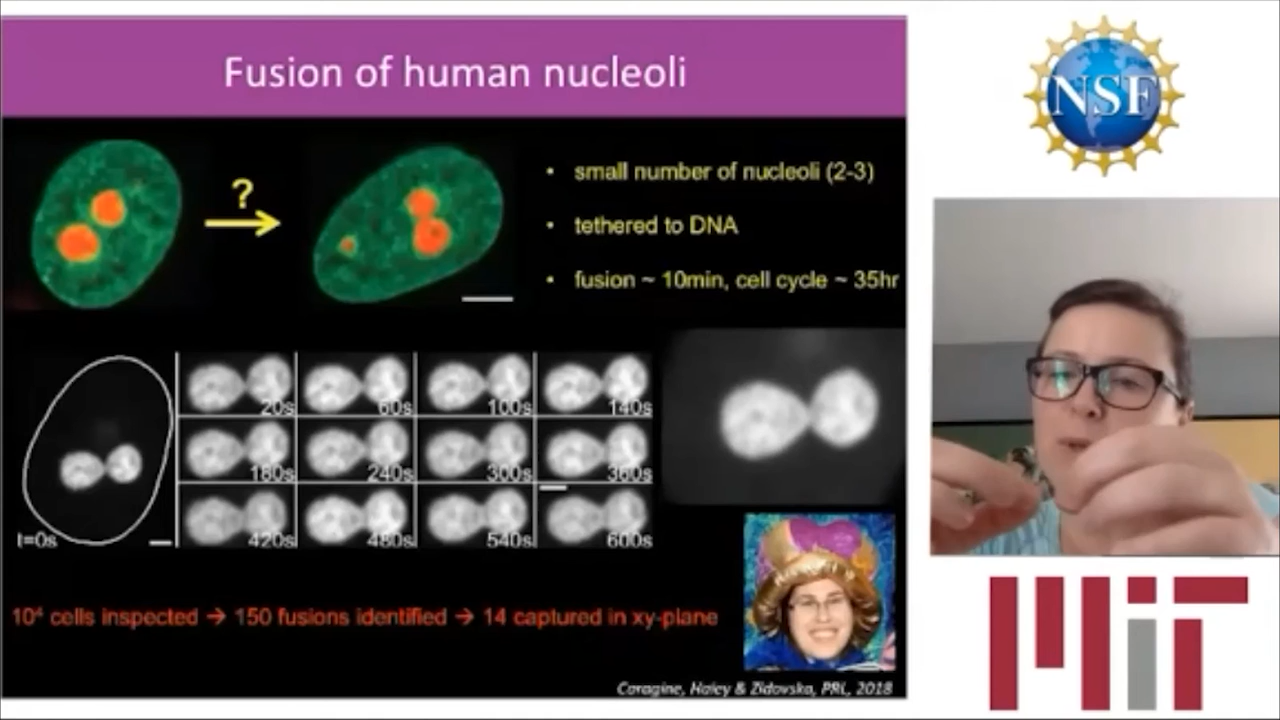 Fusion of human nucleoli
?
• small number of nucleoli (2-3)
• tethered to DNA
• fusion ~ 10min, cell cycle ~ 35hr
t=0s
20s 60s 100s 140s
180s 240s 300s 360s
420s 480s 540s 600s
10⁴ cells inspected → 150 fusions identified → 14 captured in xy-plane
Caragine, Haley & Zidovska, PRL, 2018
NSF
MIT